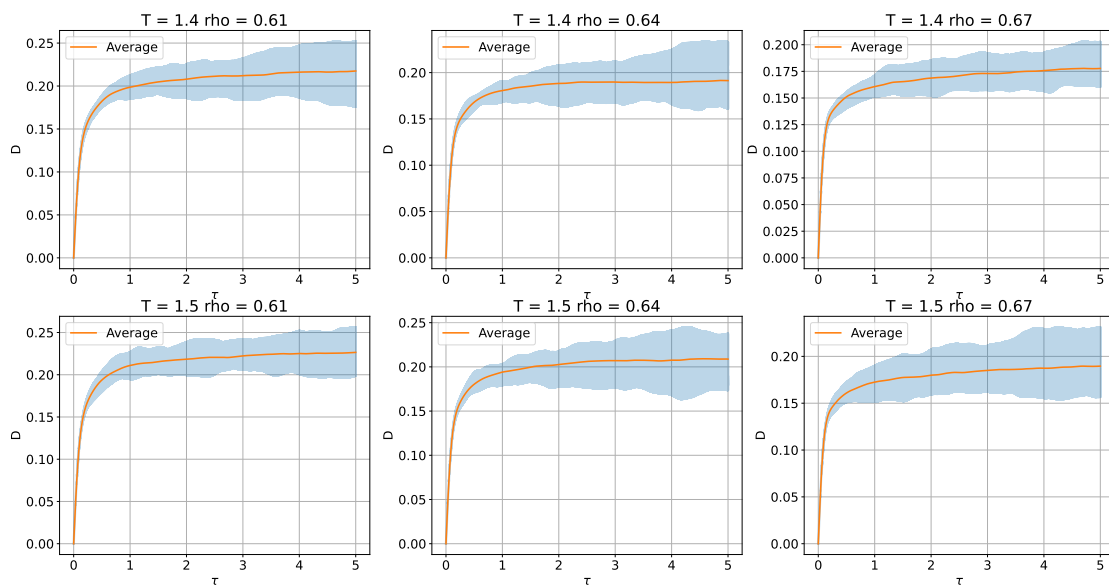 T = 1.4 rho = 0.61
Average
0.25
0.20
0.15
0.10
0.05
0.00
D
0 1 2 3 4 5
τ
T = 1.4 rho = 0.64
Average
0.20
0.15
0.10
0.05
0.00
D
0 1 2 3 4 5
τ
T = 1.4 rho = 0.67
Average
0.200
0.175
0.150
0.125
0.100
0.075
0.050
0.025
0.000
D
0 1 2 3 4 5
τ
T = 1.5 rho = 0.61
Average
0.25
0.20
0.15
0.10
0.05
0.00
D
0 1 2 3 4 5
τ
T = 1.5 rho = 0.64
Average
0.25
0.20
0.15
0.10
0.05
0.00
D
0 1 2 3 4 5
τ
T = 1.5 rho = 0.67
Average
0.20
0.15
0.10
0.05
0.00
D
0 1 2 3 4 5
τ